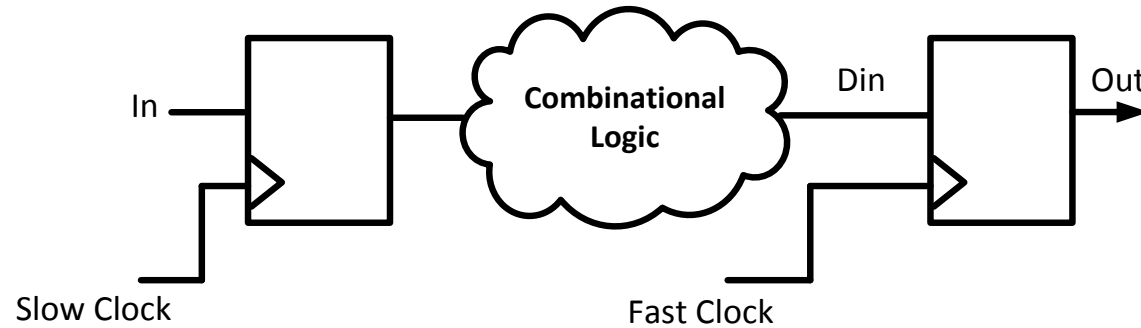 In
Combinational
Logic
Din
Out
Slow Clock
Fast Clock